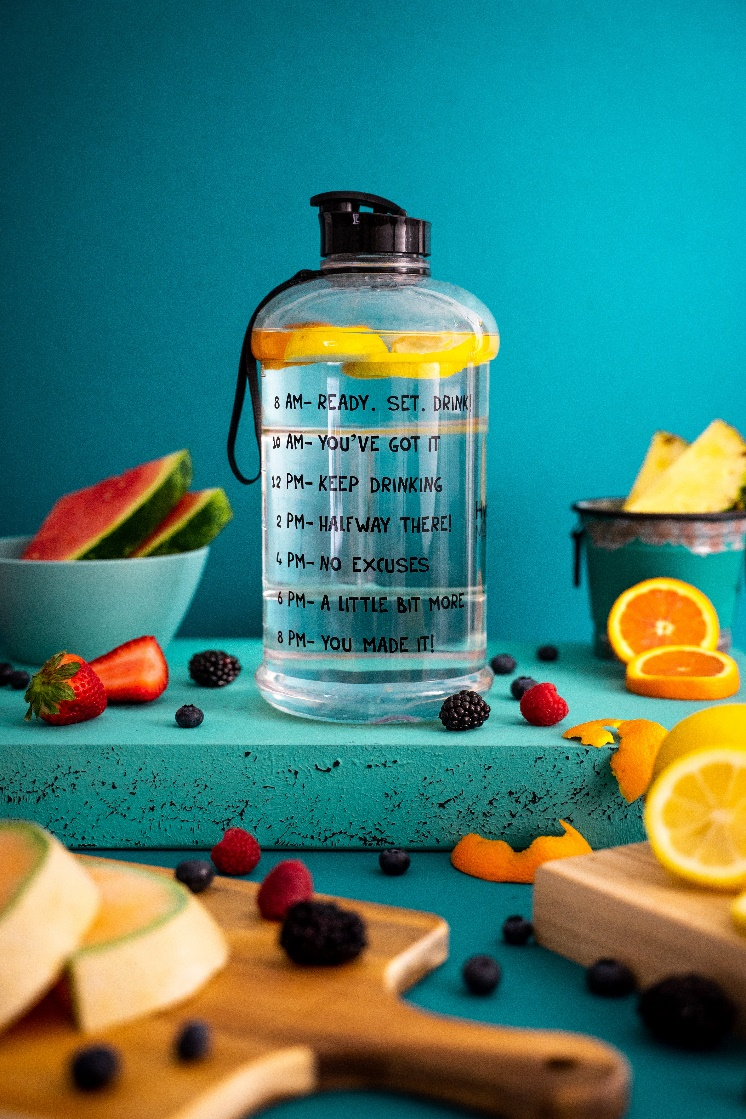 8 AM- READY. SET. DRINK!
10 AM- YOU'VE GOT IT
12 PM- KEEP DRINKING
2 PM- HALFWAY THERE!
4 PM- NO EXCUSES
6 PM- A LITTLE BIT MORE
8 PM- YOU MADE IT!